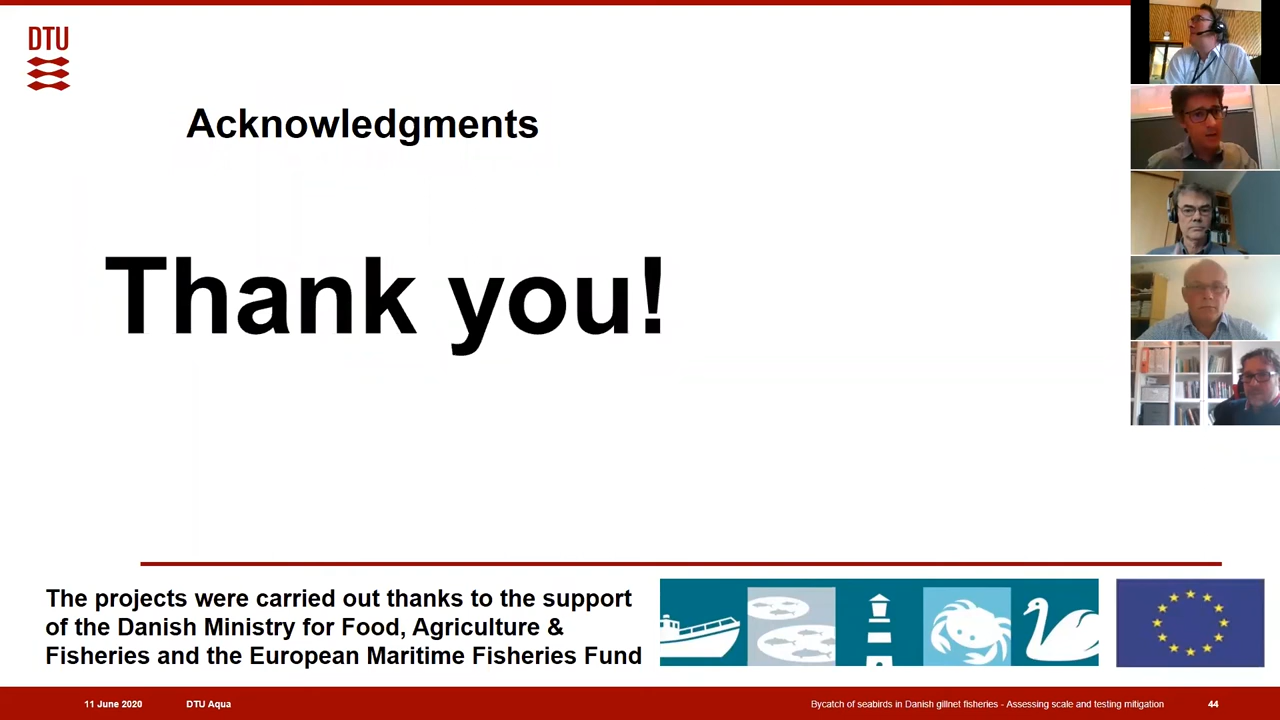 DTU
Acknowledgments
Thank you!
The projects were carried out thanks to the support
of the Danish Ministry for Food, Agriculture &
Fisheries and the European Maritime Fisheries Fund
11 June 2020
DTU Aqua
Bycatch of seabirds in Danish gillnet fisheries - Assessing scale and testing mitigation
44